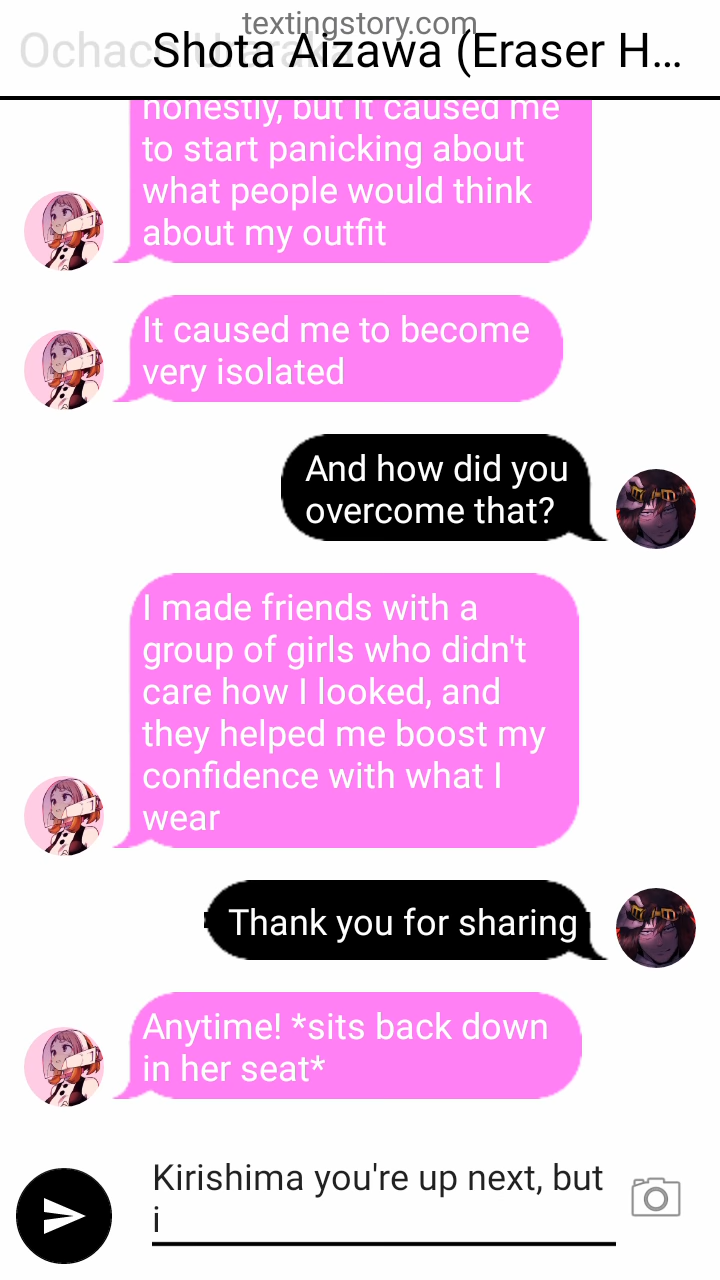 textingstory.com
Shota Aizawa (Eraser H...
honestly, but it caused me
to start panicking about
what people would think
about my outfit
It caused me to become
very isolated
And how did you
overcome that?
I made friends with a
group of girls who didn't
care how I looked, and
they helped me boost my
confidence with what I
wear
Thank you for sharing
Anytime! *sits back down
in her seat*
Kirishima you're up next, but
i